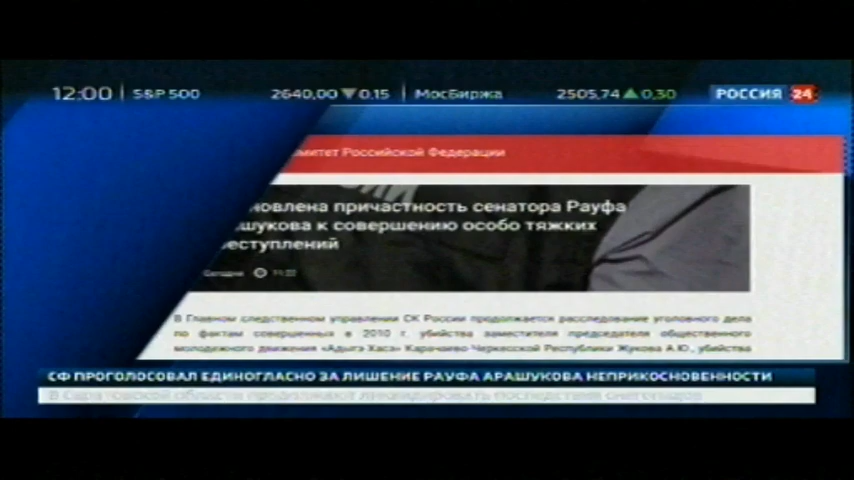 12:00 S&P 500 2640,00 ▼0,15 МосБиржа 2505,74 ▲0,30 РОССИЯ 24
митет Российской Федерации
новлена причастность сенатора Рауфа
ашукова к совершению особо тяжких
реступлений
Сегодня 11:22
В Главном следственном управлении СК России продолжается расследование уголовного дела
по фактам совершенных в 2010 г. убийства заместителя председателя общественного
молодежного движения «Адыгэ-Хаса» Карачаево-Черкесской Республики Жукова А.Ю., убийства
СФ ПРОГОЛОСОВАЛ ЕДИНОГЛАСНО ЗА ЛИШЕНИЕ РАУФА АРАШУКОВА НЕПРИКОСНОВЕННОСТИ
В Саратовской области продолжают ликвидировать последствия снегопадов